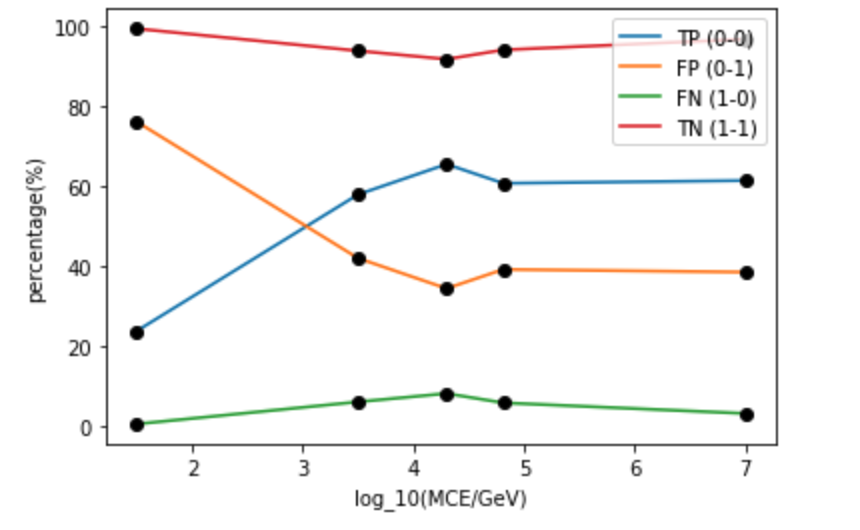 100
80
60
40
20
0
percentage(%)
TP (0-0)
FP (0-1)
FN (1-0)
TN (1-1)
2 3 4 5 6 7
log_10(MCE/GeV)